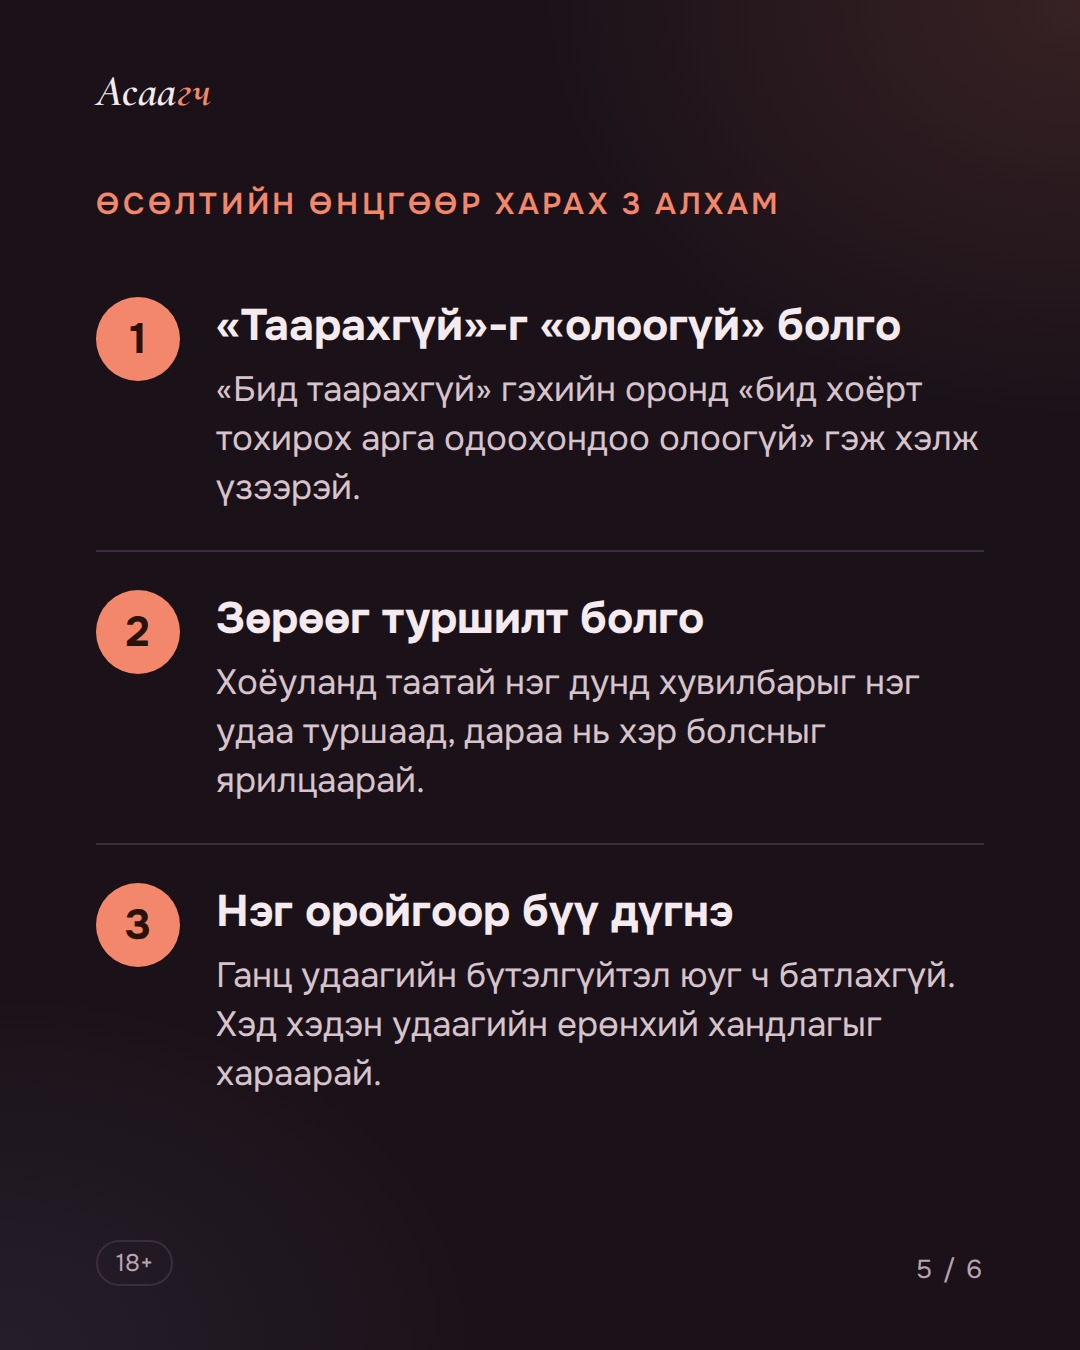 Асаагч
ӨСӨЛТИЙН ӨНЦГӨӨР ХАРАХ 3 АЛХАМ
1
«Таарахгүй»-г «олоогүй» болго
«Бид таарахгүй» гэхийн оронд «бид хоёрт
тохирох арга одоохондоо олоогүй» гэж хэлж
үзээрэй.
2
Зөрөөг туршилт болго
Хоёуланд таатай нэг дунд хувилбарыг нэг
удаа туршаад, дараа нь хэр болсныг
ярилцаарай.
3
Нэг оройгоор бүү дүгнэ
Ганц удаагийн бүтэлгүйтэл юуг ч батлахгүй.
Хэд хэдэн удаагийн ерөнхий хандлагыг
хараарай.
18+
5 / 6